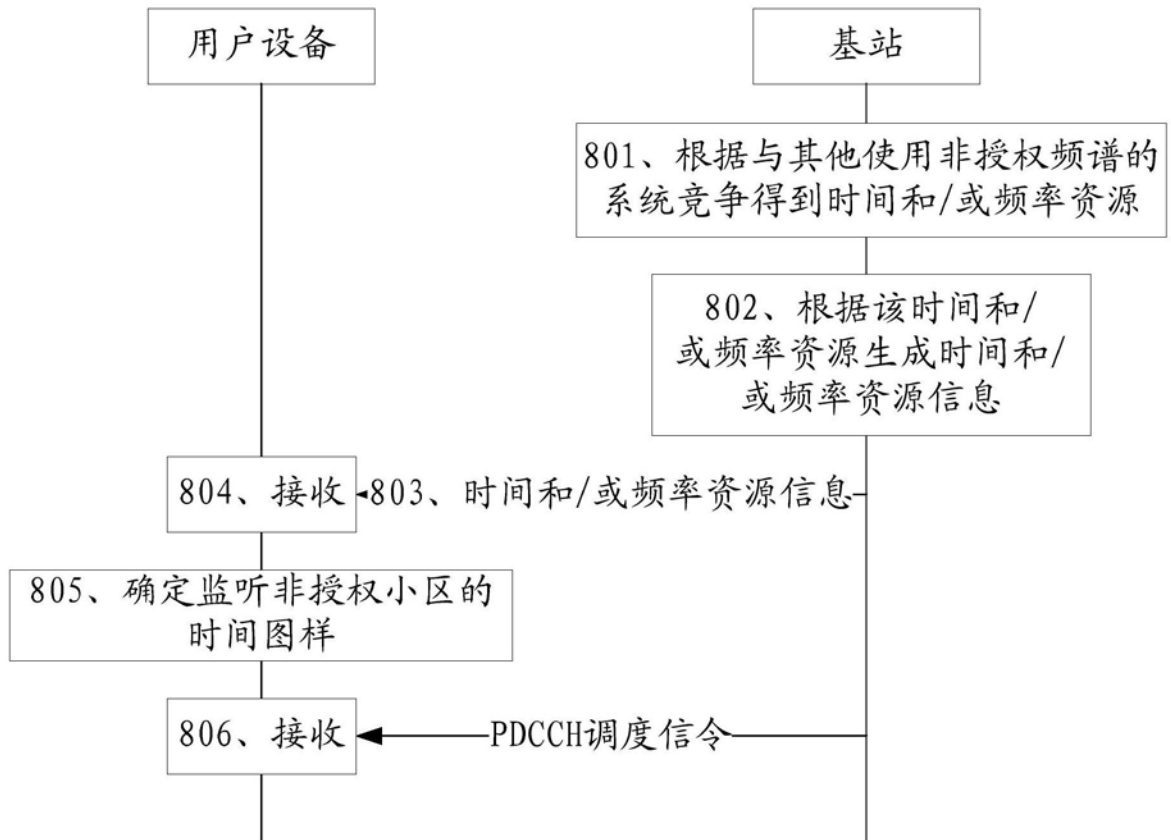 用户设备
基站
801、根据与其他使用非授权频谱的
系统竞争得到时间和/或频率资源
802、根据该时间和/
或频率资源生成时间和/
或频率资源信息
804、接收
803、时间和/或频率资源信息
805、确定监听非授权小区的
时间图样
806、接收
PDCCH调度信令